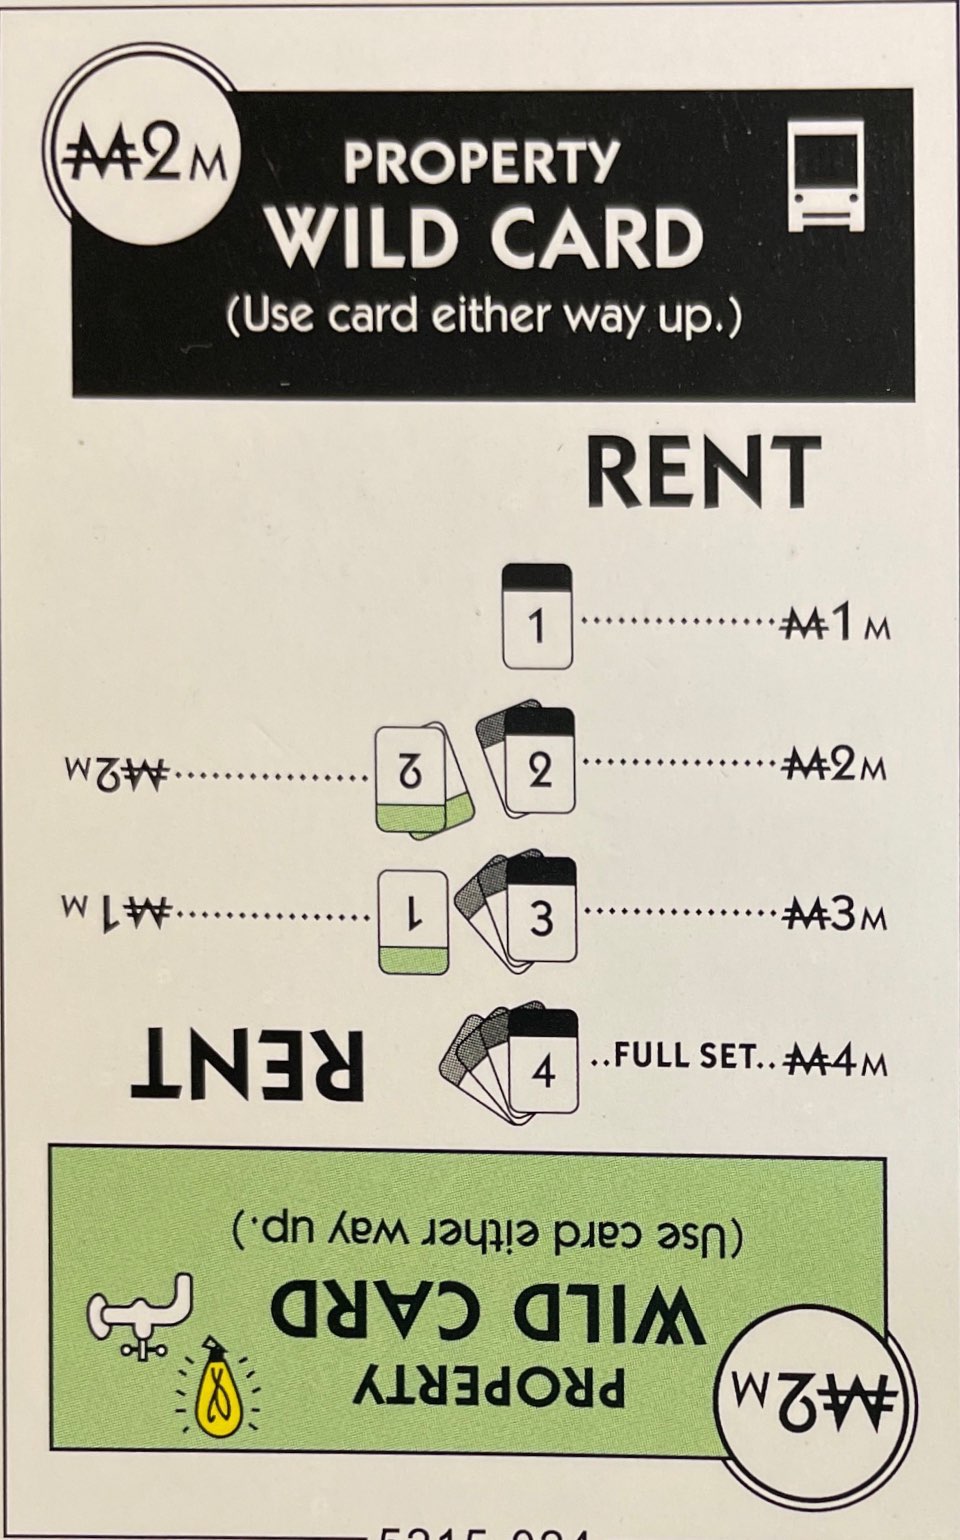 ₩2M
PROPERTY
WILD CARD
(Use card either way up.)
RENT
1 ₩1M
2 ₩2M
3 ₩3M
4 ..FULL SET.. ₩4M
₩2M
PROPERTY
WILD CARD
(Use card either way up.)
RENT
1 ₩1M
2 ₩2M